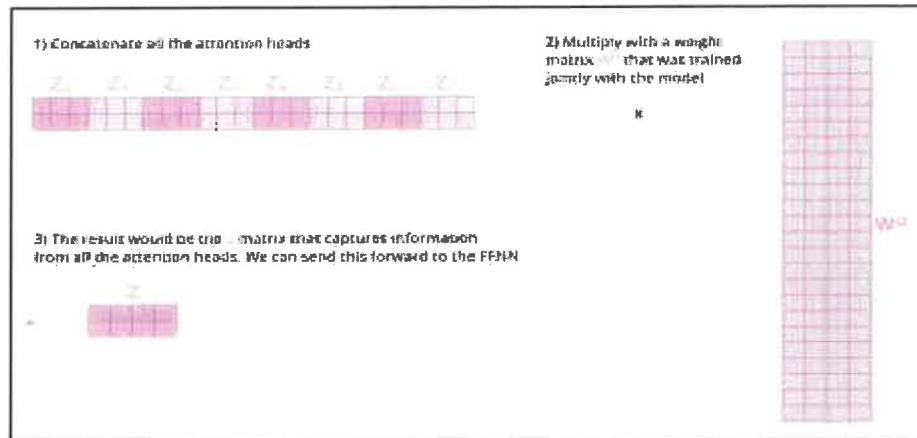 1) Concatenate all the attention heads
2) Multiply with a weight
matrix that was trained
jointly with the model
Z Z Z Z Z Z Z Z
3) The result would be the matrix that captures information
from all the attention heads. We can send this forward to the FFNN
W
Z